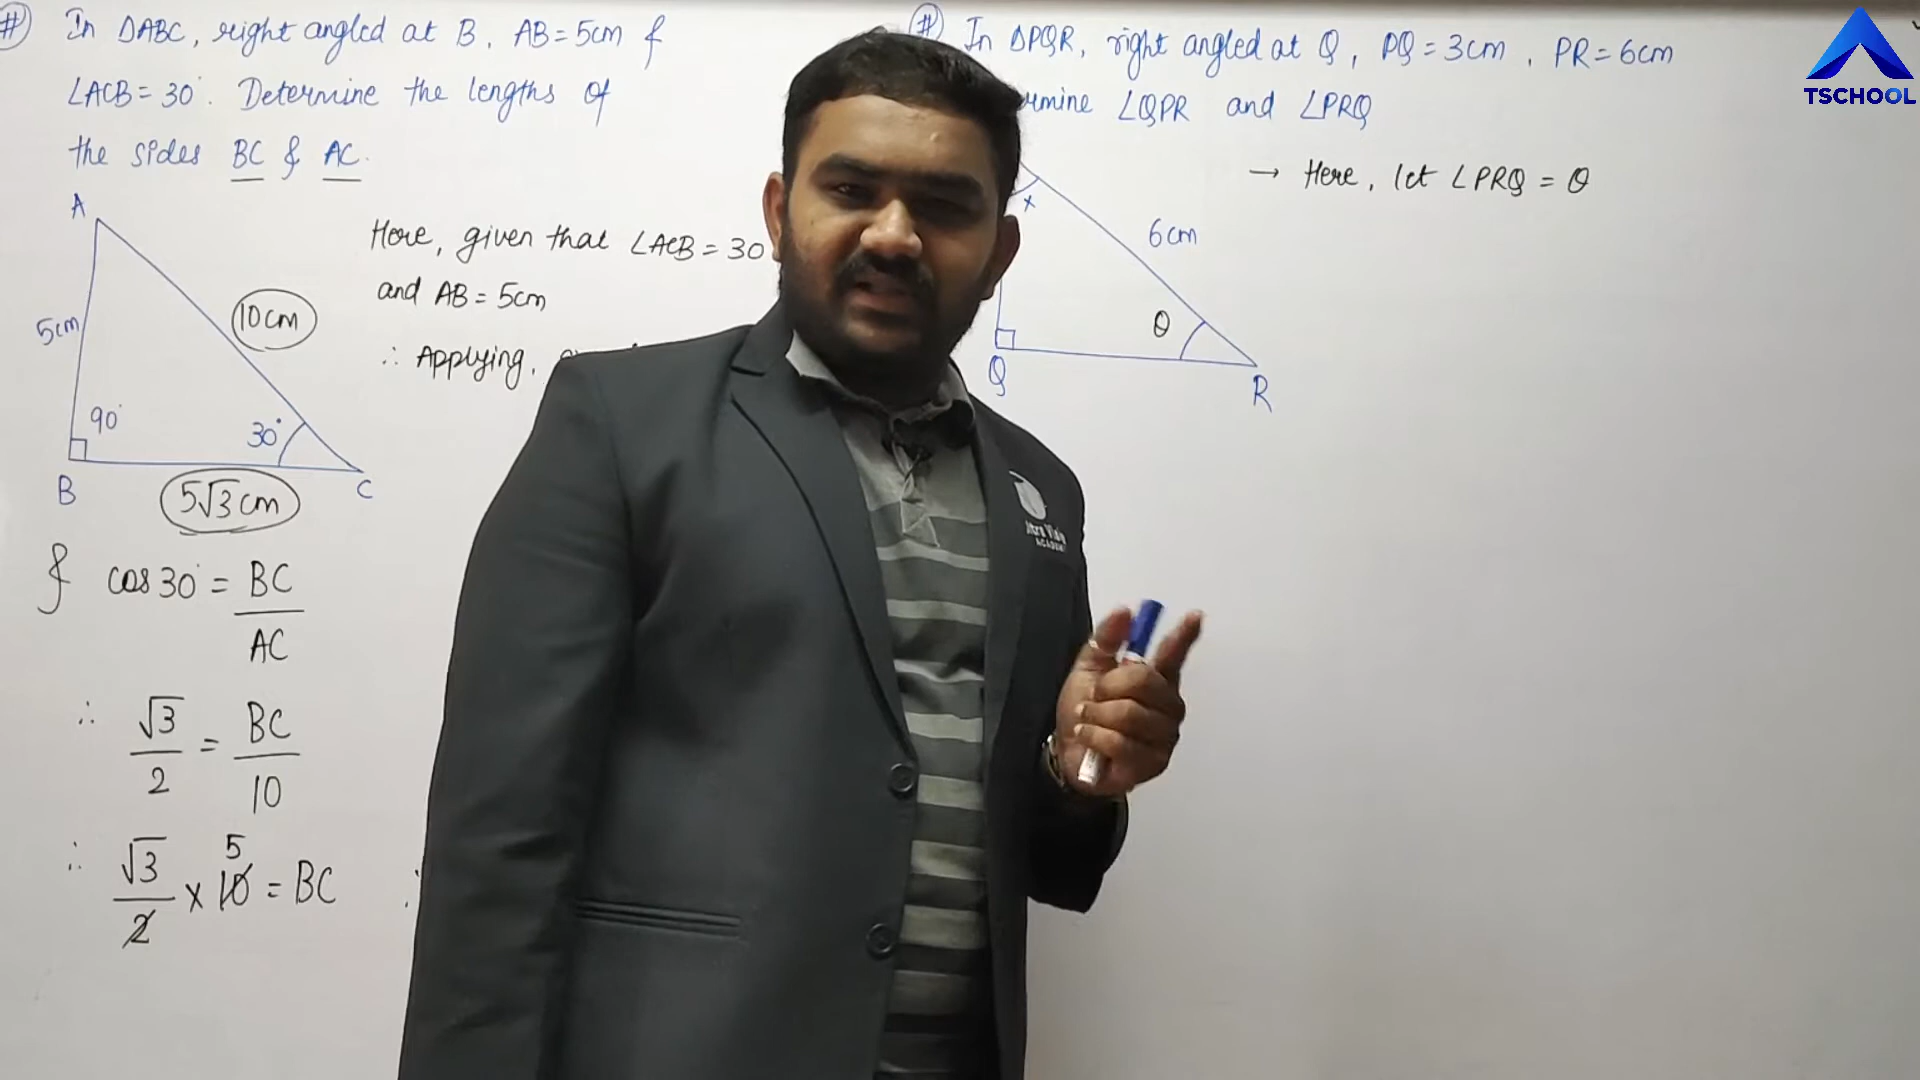 # In ΔABC, right angled at B, AB = 5cm &
∠ACB = 30°. Determine the lengths of
the sides BC & AC.
A
5cm
10cm
90°
30°
B
C
5√3 cm
Here, given that ∠ACB = 30
and AB = 5cm
∴ Applying,
& cos 30° = BC/AC
∴ √3/2 = BC/10
∴ √3/2 × 10 = BC
5
# In ΔPQR, right angled at Q, PQ = 3cm, PR = 6cm
∠QPR and ∠PRQ
→ Here, let ∠PRQ = θ
x
6cm
θ
Q
R
TSCHOOL
ACADEMY